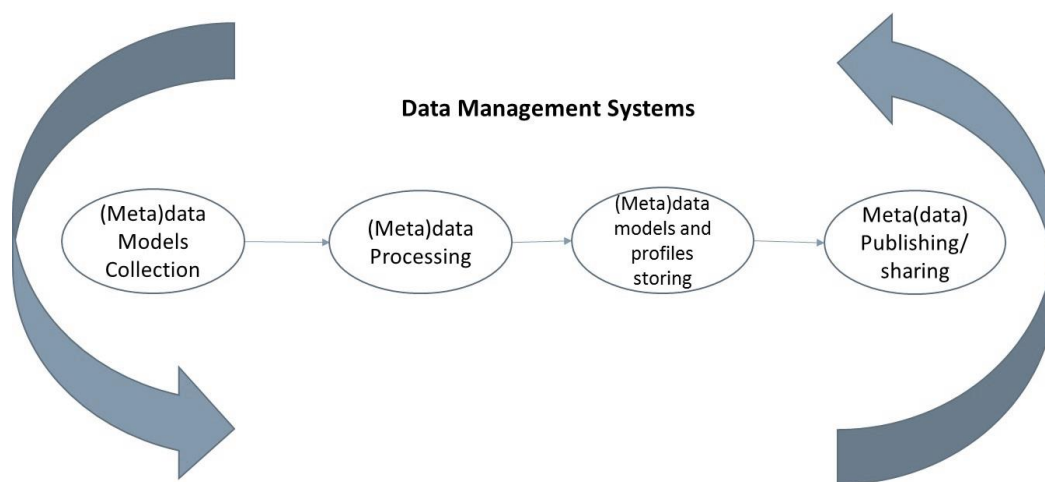 Data Management Systems
(Meta)data
Models
Collection
(Meta)data
Processing
(Meta)data
models and
profiles
storing
Meta(data)
Publishing/
sharing